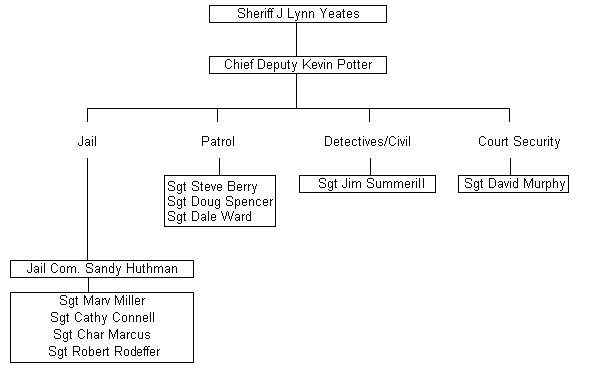 Sheriff J Lynn Yeates
Chief Deputy Kevin Potter
Jail
Patrol
Detectives/Civil
Court Security
Sgt Steve Berry
Sgt Doug Spencer
Sgt Dale Ward
Sgt Jim Summerill
Sgt David Murphy
Jail Com. Sandy Huthman
Sgt Marv Miller
Sgt Cathy Connell
Sgt Char Marcus
Sgt Robert Rodeffer